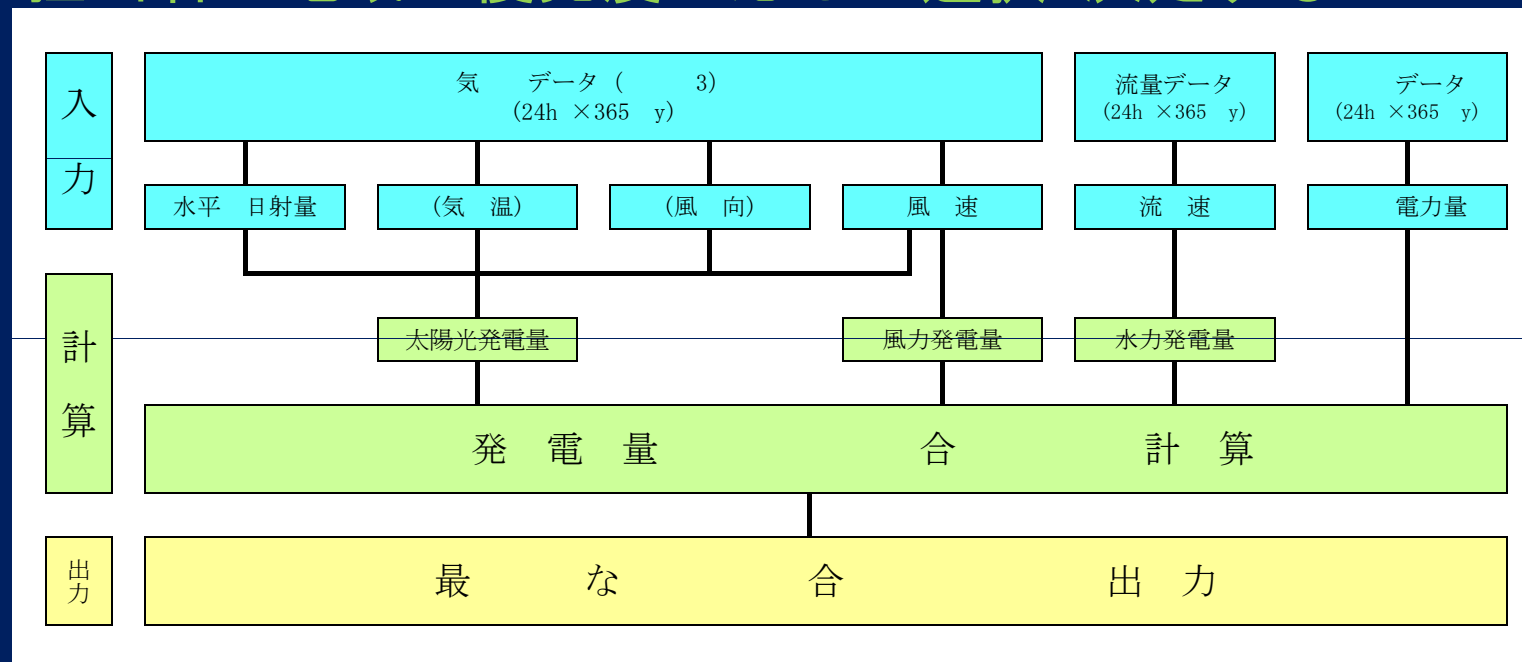 入力
気　データ（　3)
(24h ×365　y)
流量データ
(24h ×365　y)
データ
(24h ×365　y)
水平　日射量
(気　温)
(風　向)
風　速
流　速
電力量
計算
太陽光発電量
風力発電量
水力発電量
発　電　量　合　計　算
出力
最　な　合　出　力